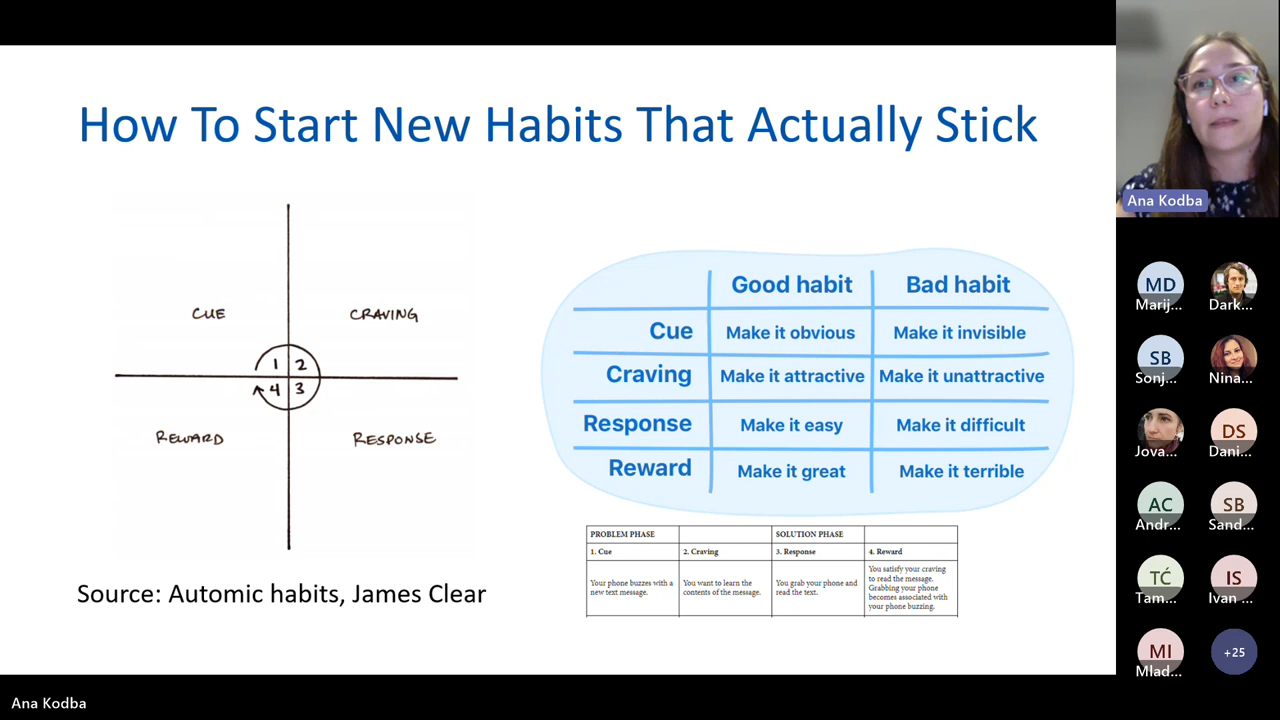 How To Start New Habits That Actually Stick
CUE
CRAVING
1 2
4 3
REWARD
RESPONSE
Source: Automic habits, James Clear
Good habit Bad habit
Cue Make it obvious Make it invisible
Craving Make it attractive Make it unattractive
Response Make it easy Make it difficult
Reward Make it great Make it terrible
PROBLEM PHASE SOLUTION PHASE
1. Cue 2. Craving 3. Response 4. Reward
Your phone buzzes with a
new text message.
You want to learn the
contents of the message.
You grab your phone and
read the text.
You satisfy your craving
to read the message.
Grabbing your phone
becomes associated with
your phone buzzing.
Ana Kodba
MD
Marij...
Dark...
SB
Sonj...
Nina...
Jova...
DS
Dani...
AC
Andr...
SB
Sand...
TĆ
Tam...
IS
Ivan ...
MI
Mlad...
+25
Ana Kodba